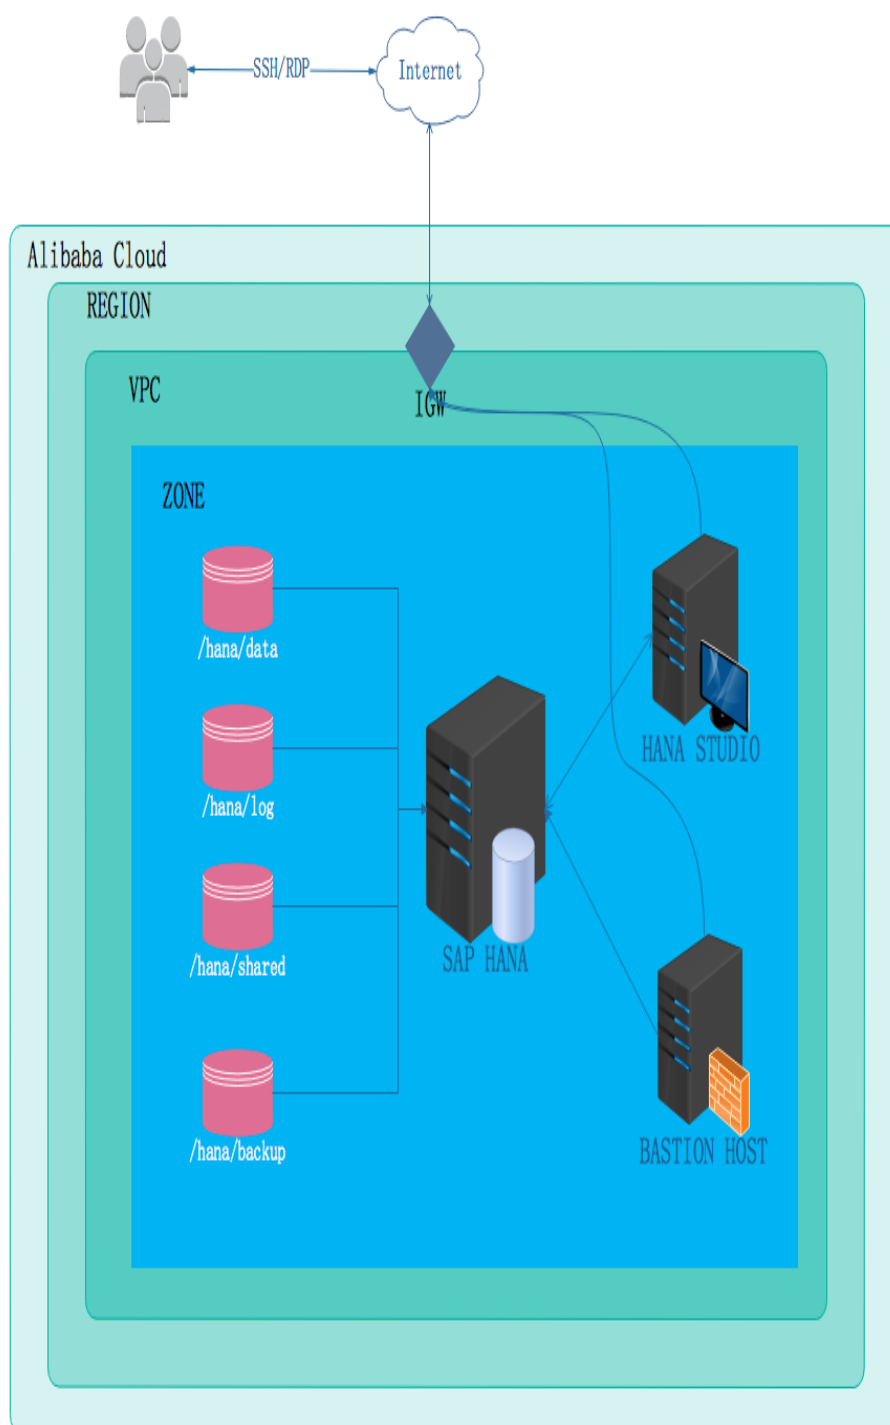 SSH/RDP
Internet
Alibaba Cloud
REGION
VPC
IGW
ZONE
/hana/data
HANA STUDIO
/hana/log
SAP HANA
/hana/shared
/hana/backup
BASTION HOST